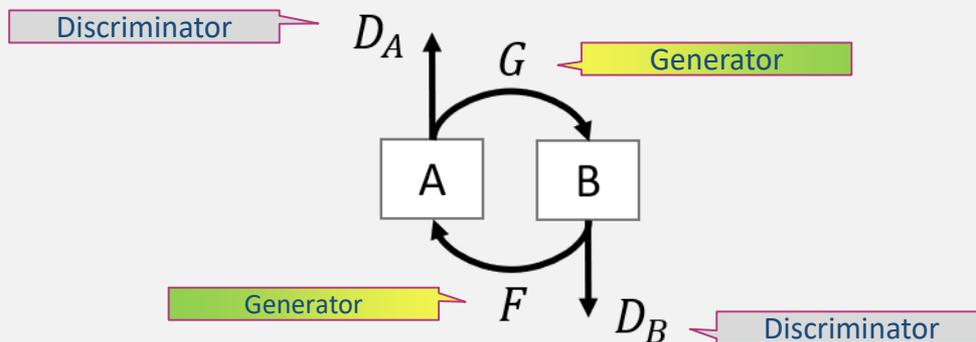 Discriminator
D_A
G
Generator
A
B
Generator
F
D_B
Discriminator